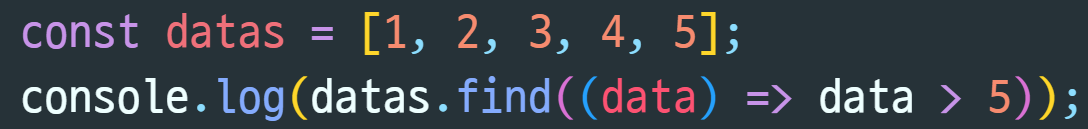 const datas = [1, 2, 3, 4, 5];
console.log(datas.find((data) => data > 5));